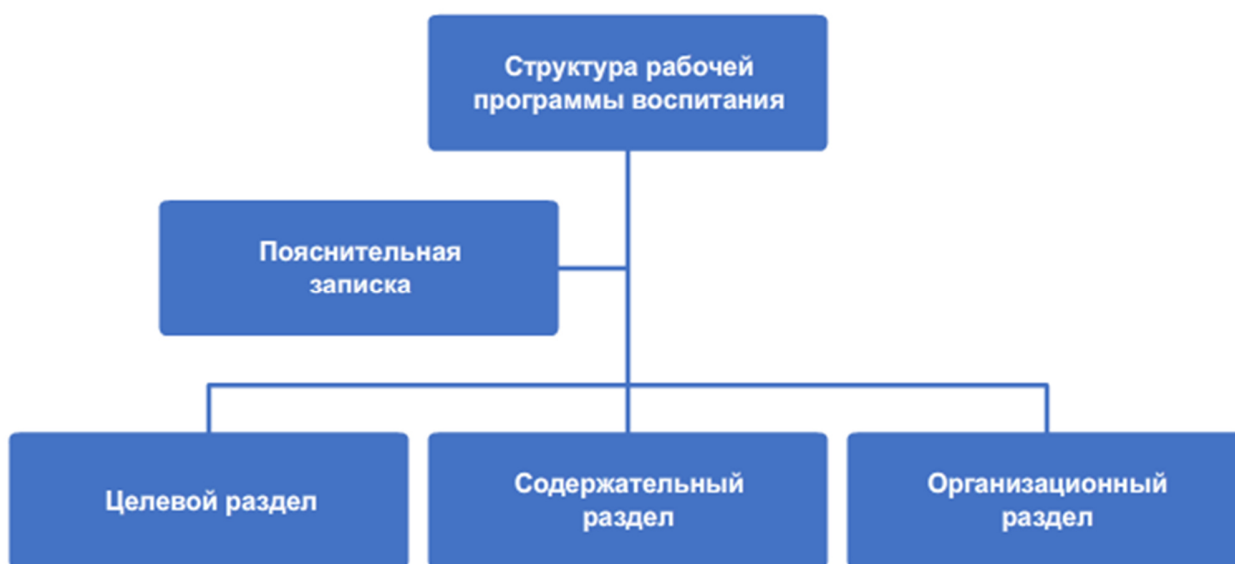 Структура рабочей
программы воспитания
Пояснительная
записка
Целевой раздел
Содержательный
раздел
Организационный
раздел